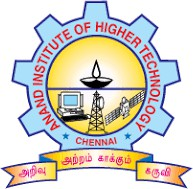 ANAND INSTITUTE OF HIGHER TECHNOLOGY
CHENNAI
அறிவு அற்றம் காக்கும் கருவி